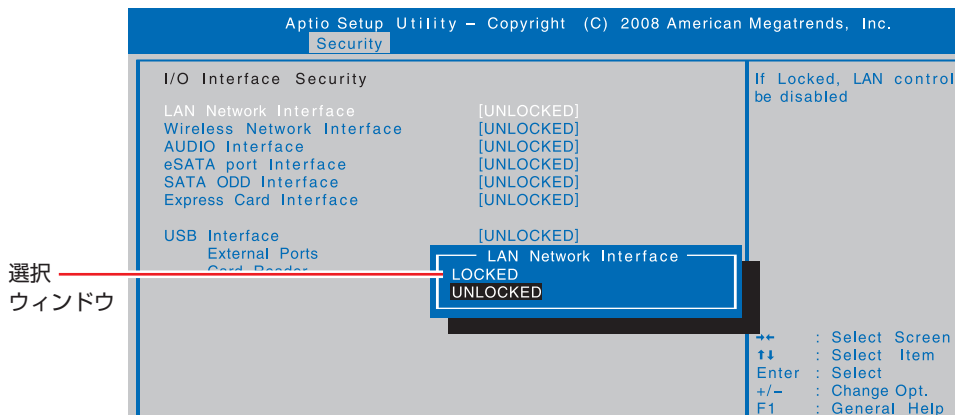 Aptio Setup Utility – Copyright (C) 2008 American Megatrends, Inc.
Security
I/O Interface Security
LAN Network Interface [UNLOCKED]
Wireless Network Interface [UNLOCKED]
AUDIO Interface [UNLOCKED]
eSATA port Interface [UNLOCKED]
SATA ODD Interface [UNLOCKED]
Express Card Interface [UNLOCKED]
USB Interface [UNLOCKED]
External Ports
Card Reader
LAN Network Interface
LOCKED
UNLOCKED
選択
ウィンドウ
If Locked, LAN control
be disabled
→← : Select Screen
↑↓ : Select Item
Enter : Select
+/– : Change Opt.
F1 : General Help